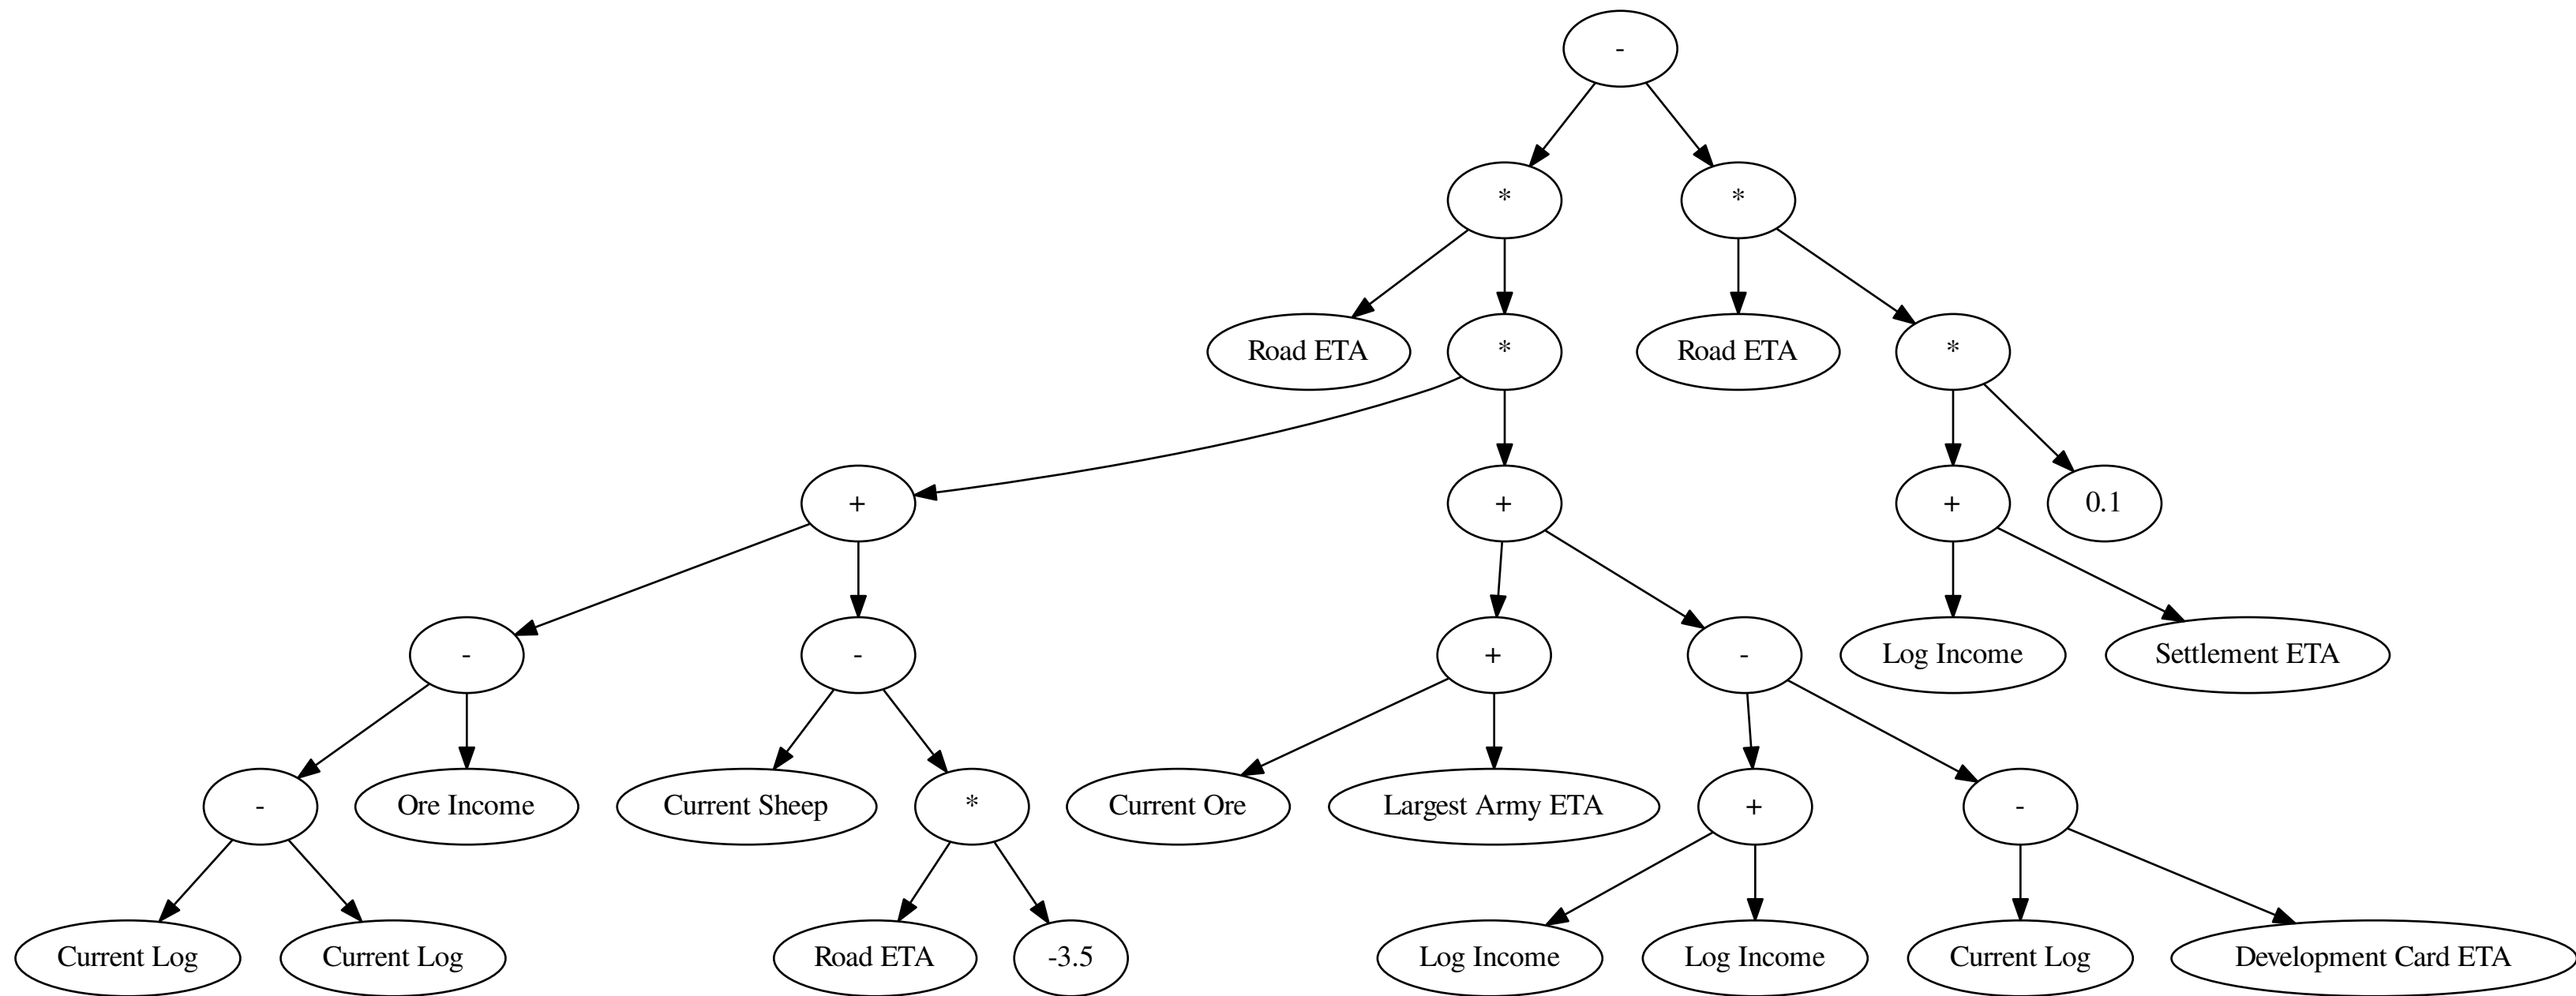 -
*
*
Road ETA
*
Road ETA
*
+
+
+
0.1
-
-
+
-
Log Income
Settlement ETA
-
Ore Income
Current Sheep
*
Current Ore
Largest Army ETA
+
-
Current Log
Current Log
Road ETA
-3.5
Log Income
Log Income
Current Log
Development Card ETA